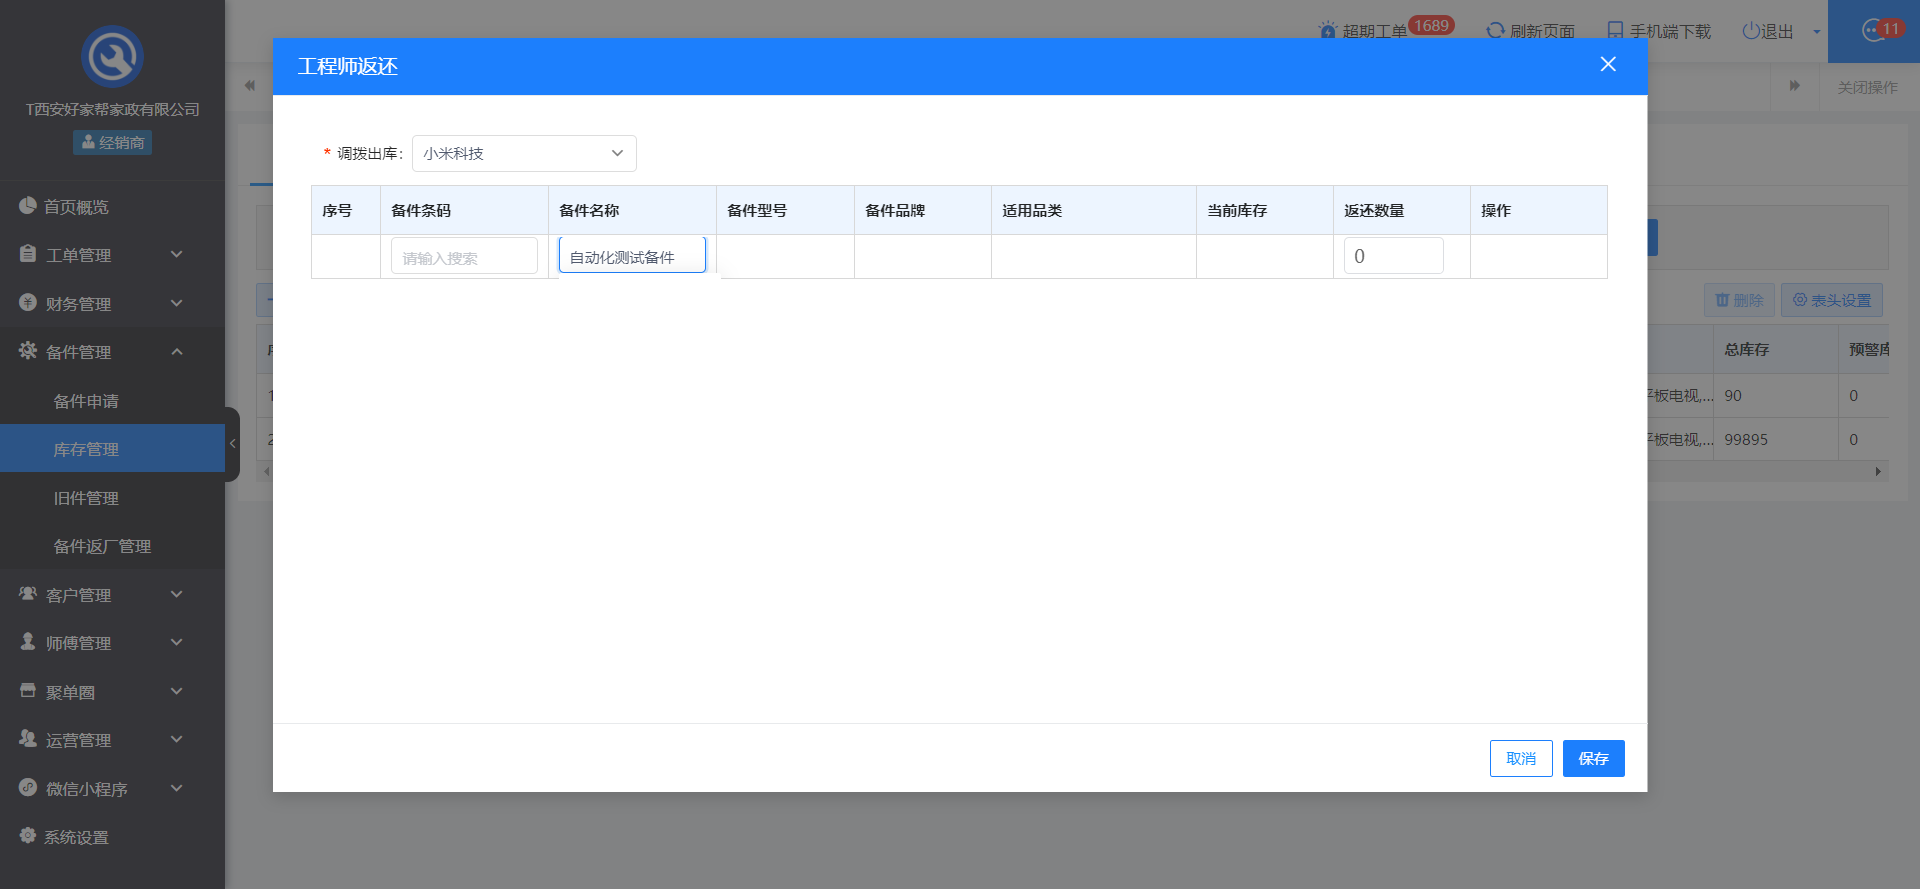 超期工单 1689
刷新页面
手机端下载
退出
11
T西安好家帮家政有限公司
经销商
关闭操作
首页概览
工单管理
财务管理
备件管理
备件申请
库存管理
旧件管理
备件返厂管理
客户管理
师傅管理
聚单圈
运营管理
微信小程序
系统设置
工程师返还
* 调拨出库: 小米科技
序号 备件条码 备件名称 备件型号 备件品牌 适用品类 当前库存 返还数量 操作
请输入搜索 自动化测试备件 0
取消 保存
删除 表头设置
总库存 预警库
板电视,... 90 0
板电视,... 99895 0